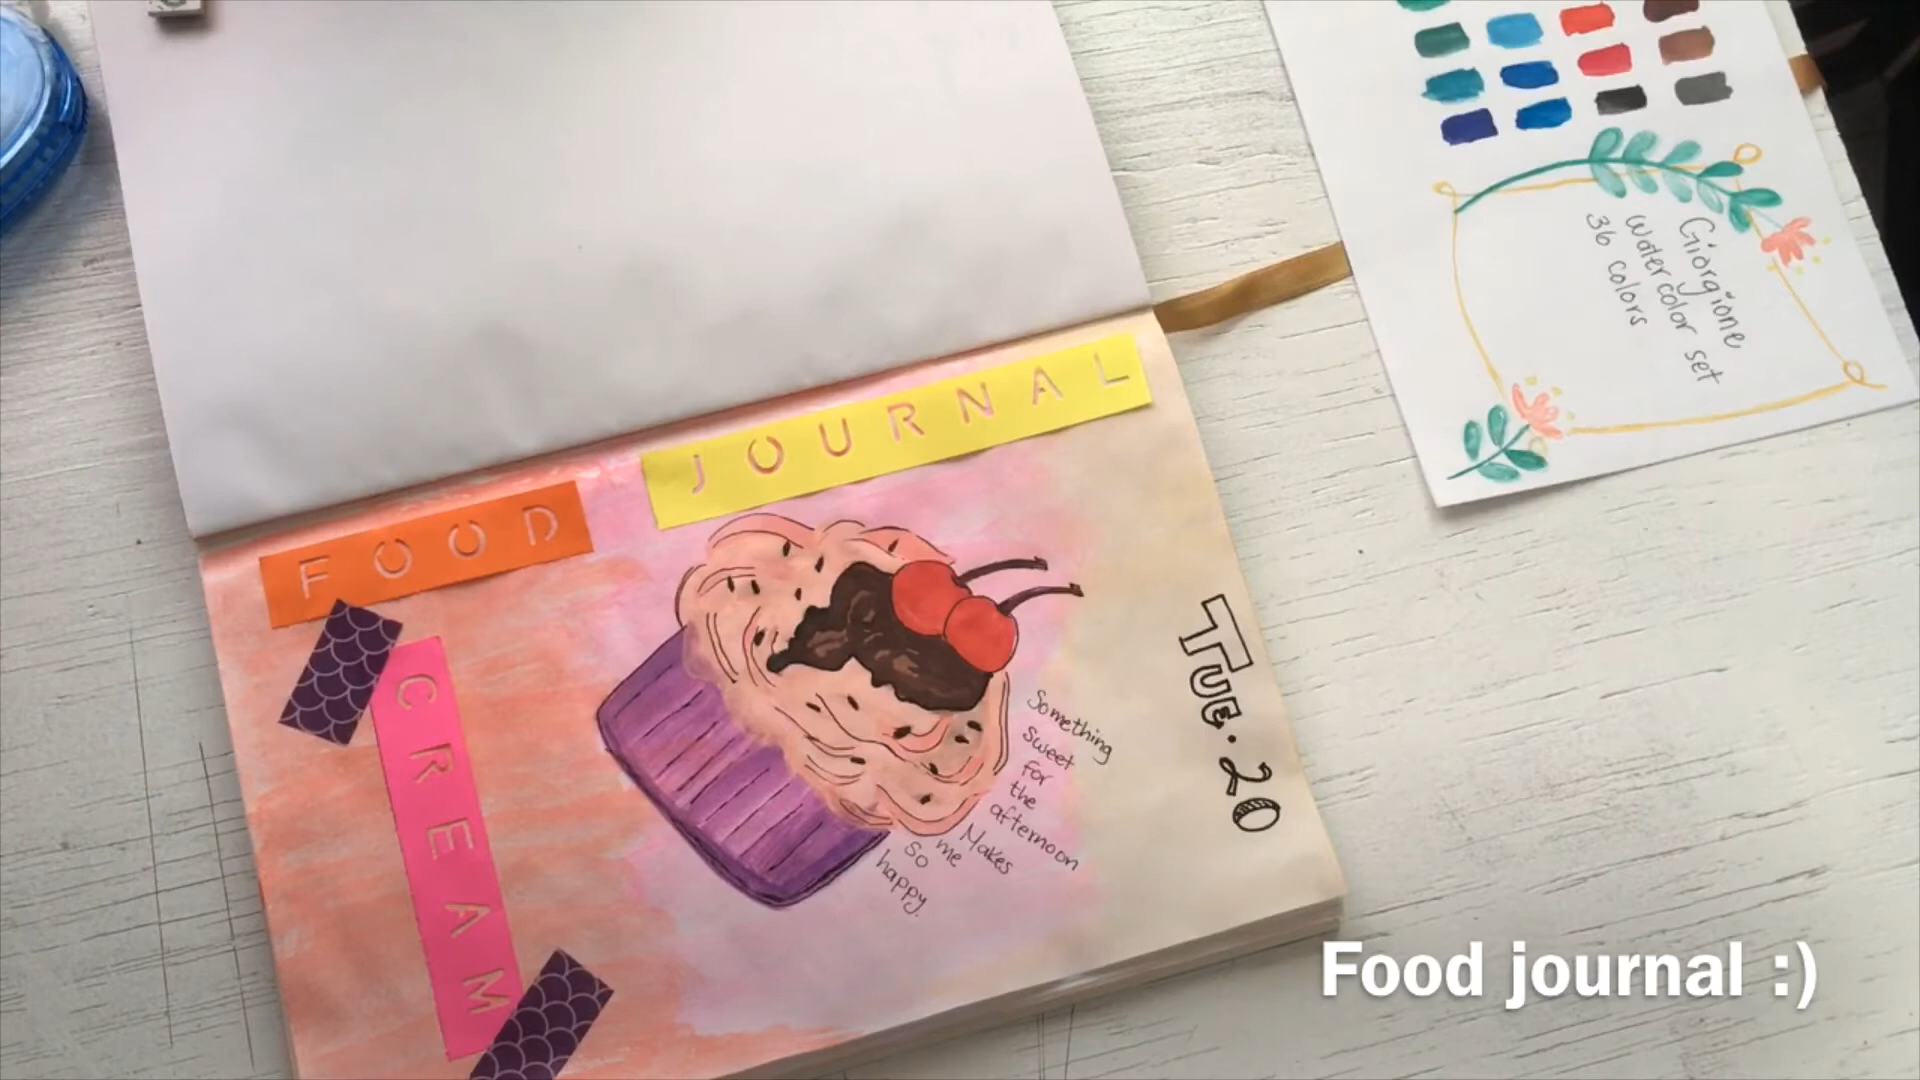 FOOD
JOURNAL
CREAM
Something
sweet
for
the
afternoon
Makes
me
so
happy.
TUE. 20
Giorgione
watercolor set
36 colors
Food journal :)